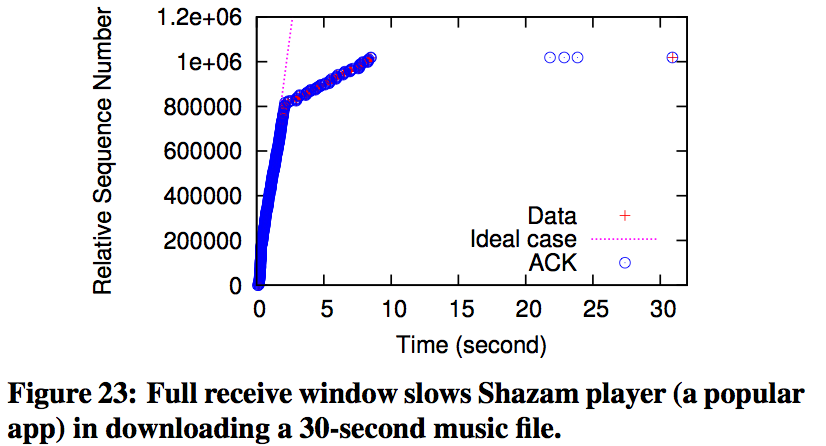 Relative Sequence Number
1.2e+06
1e+06
800000
600000
400000
200000
0
Data
Ideal case
ACK
0 5 10 15 20 25 30
Time (second)
Figure 23: Full receive window slows Shazam player (a popular
app) in downloading a 30-second music file.